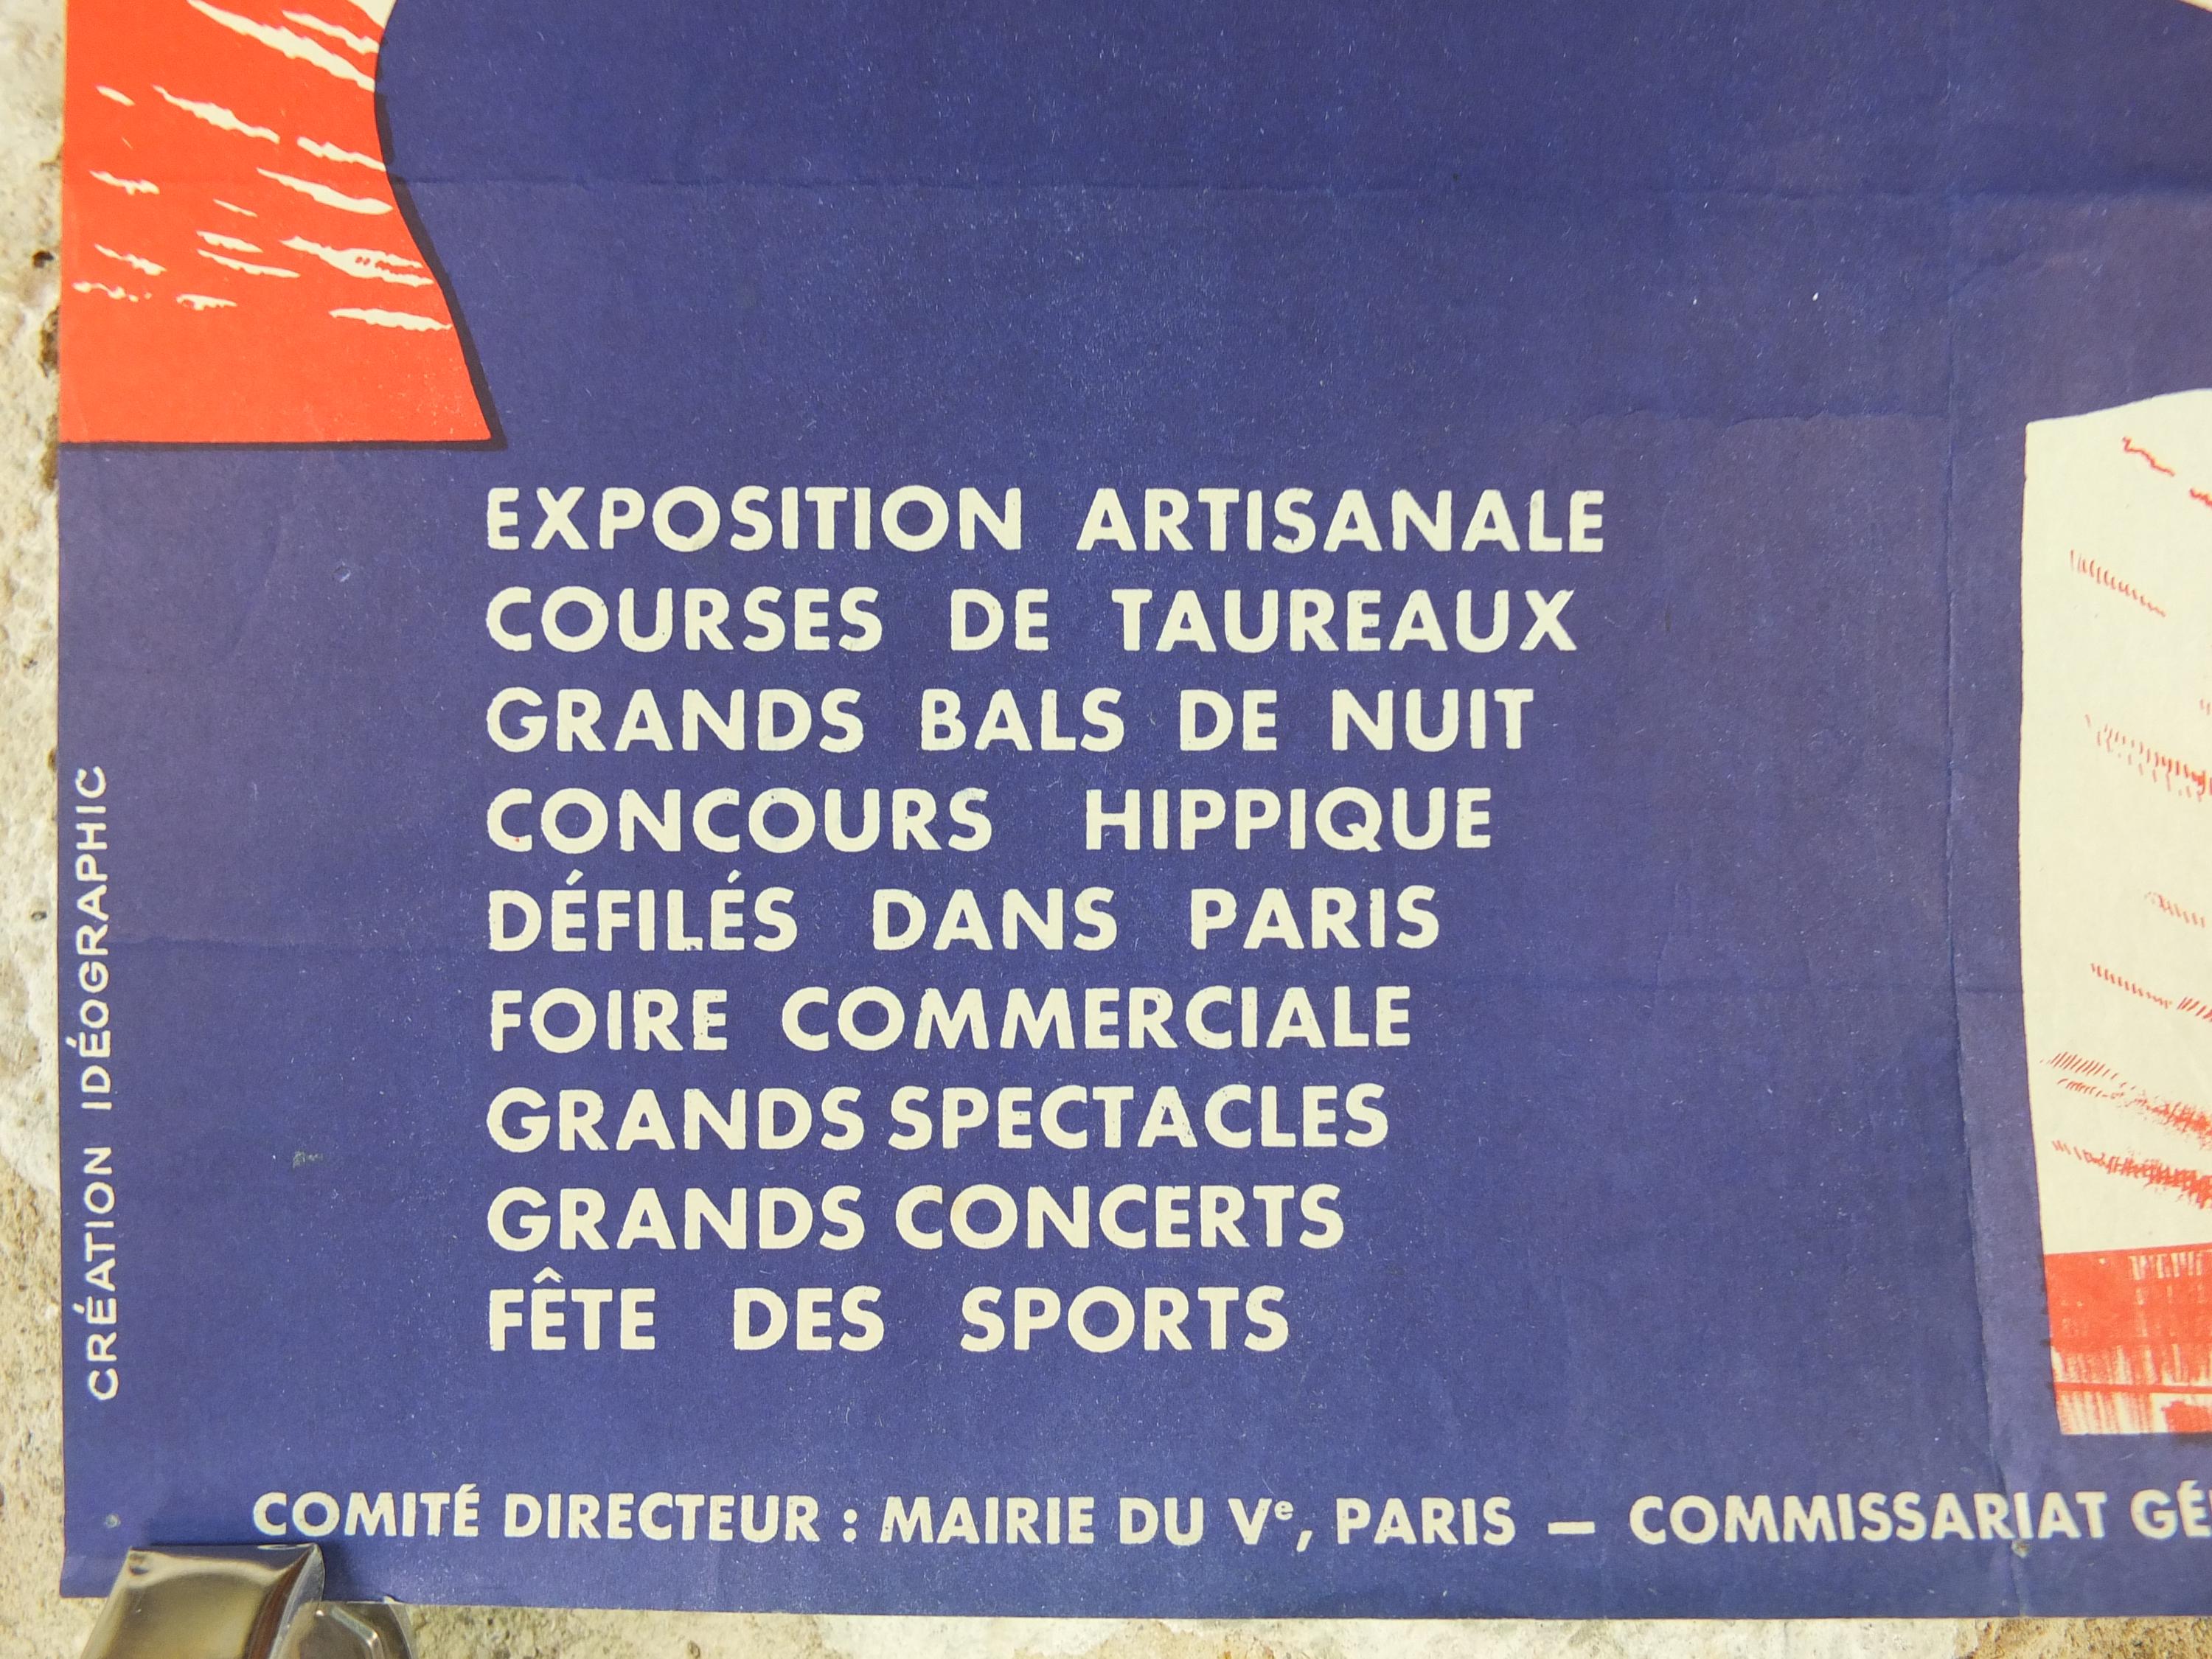 EXPOSITION ARTISANALE
COURSES DE TAUREAUX
GRANDS BALS DE NUIT
CONCOURS HIPPIQUE
DÉFILÉS DANS PARIS
FOIRE COMMERCIALE
GRANDS SPECTACLES
GRANDS CONCERTS
FÊTE DES SPORTS
CRÉATION IDÉOGRAPHIC
COMITÉ DIRECTEUR : MAIRIE DU Ve, PARIS — COMMISSARIAT